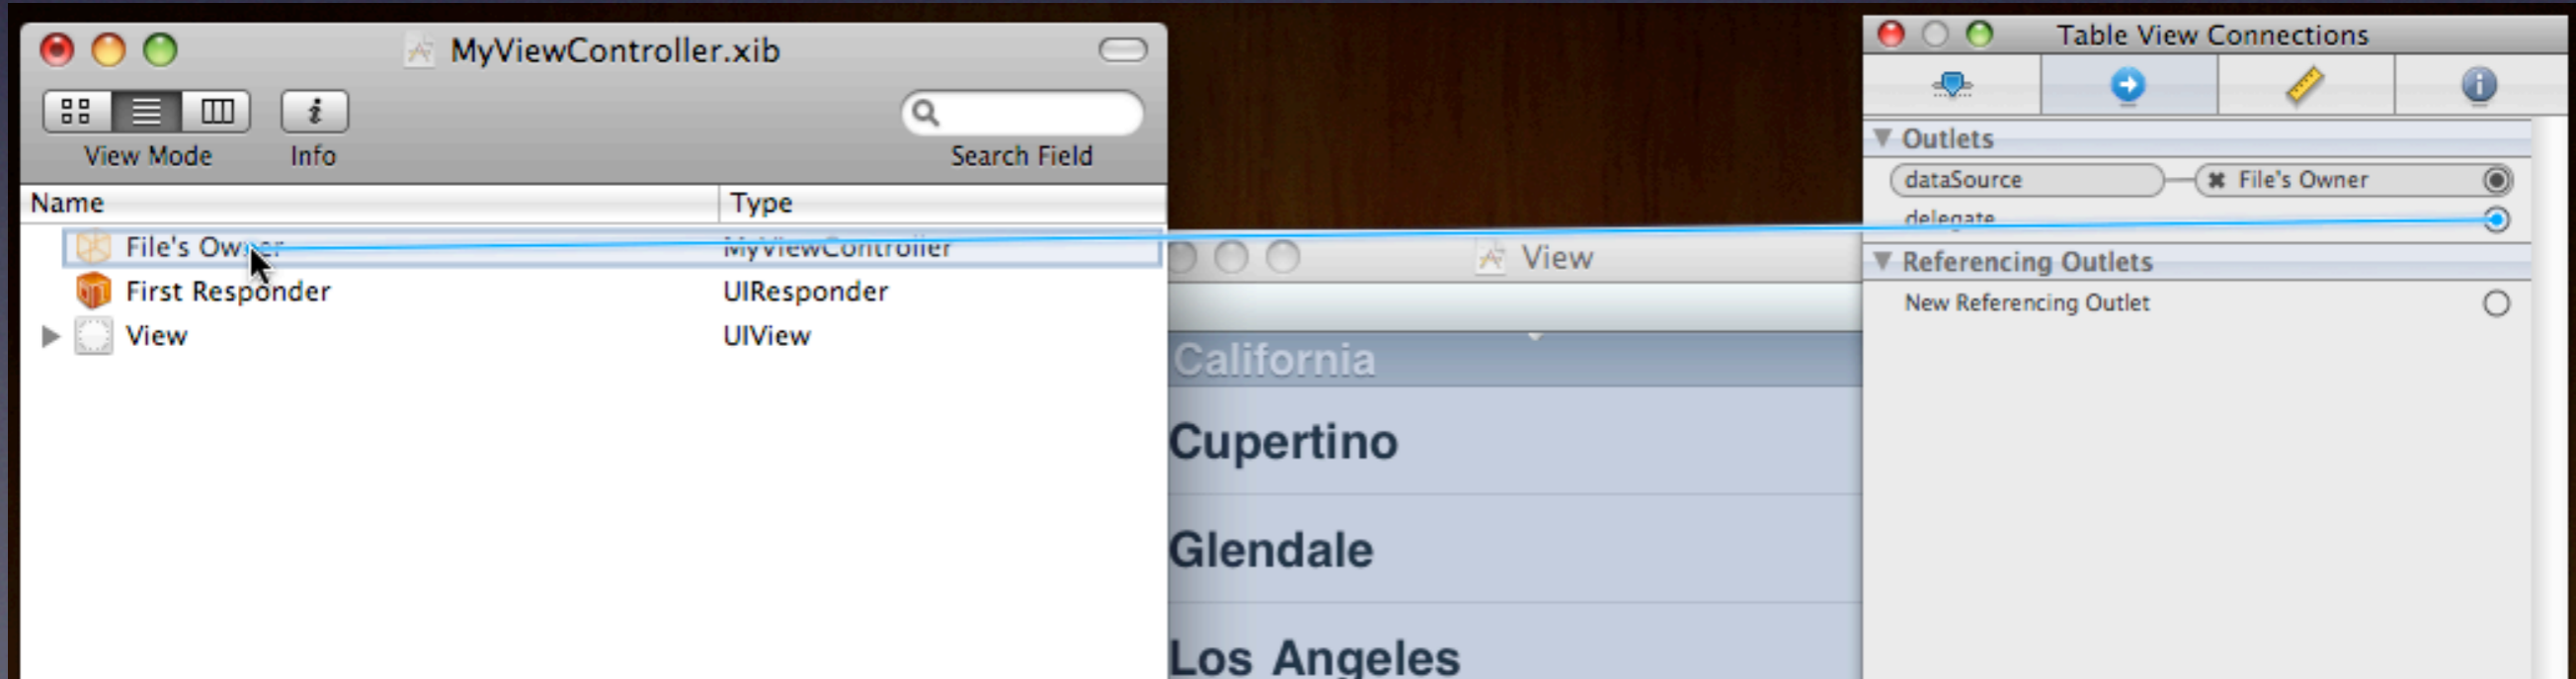 MyViewController.xib
View Mode
Info
Search Field
Name Type
File's Owner MyViewController
First Responder UIResponder
View UIView
View
California
Cupertino
Glendale
Los Angeles
Table View Connections
Outlets
dataSource File's Owner
delegate
Referencing Outlets
New Referencing Outlet